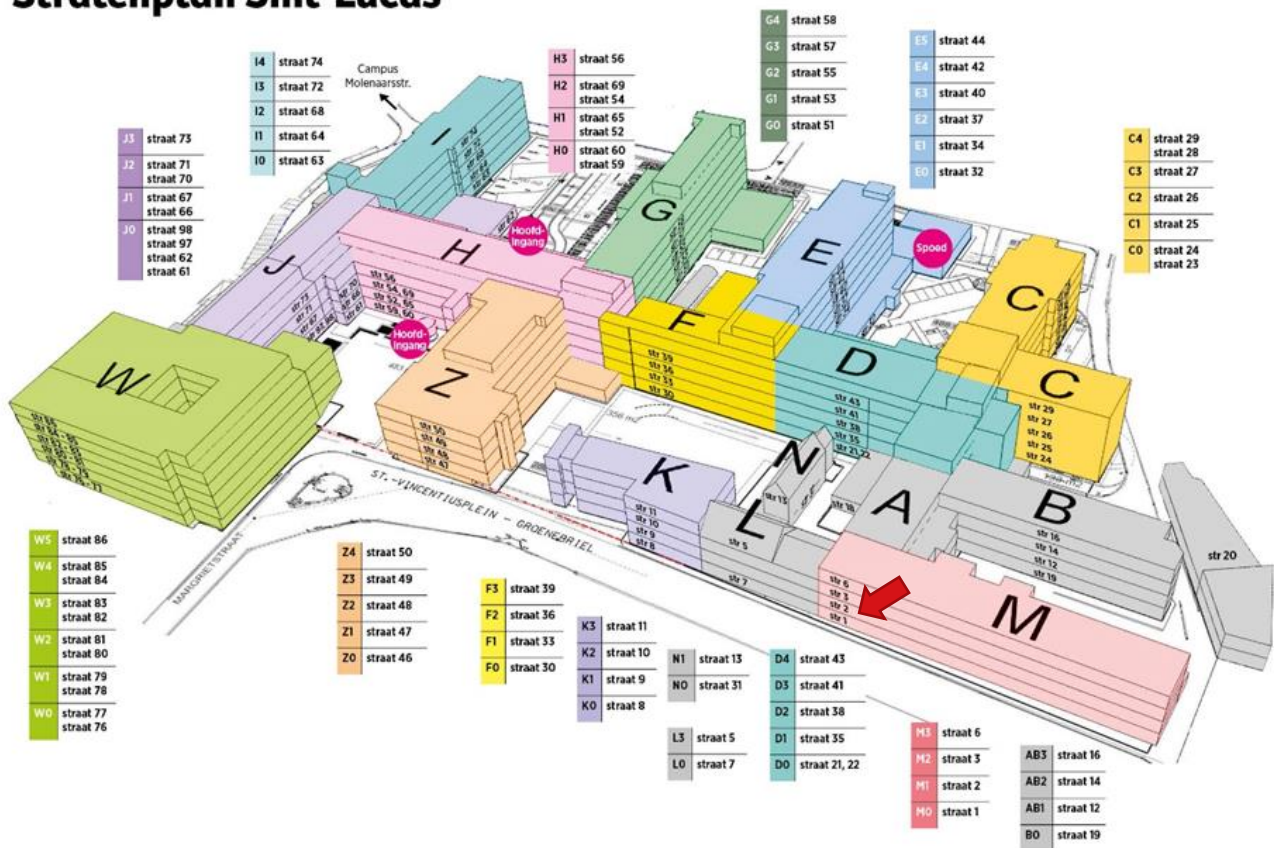 Stratenplan Sint-Lucas
G4 straat 58
G3 straat 57
G2 straat 55
G1 straat 53
G0 straat 51
E5 straat 44
E4 straat 42
E3 straat 40
E2 straat 37
E1 straat 34
E0 straat 32
I4 straat 74
I3 straat 72
I2 straat 68
I1 straat 64
I0 straat 63
Campus
Molenaarsstr.
H3 straat 56
H2 straat 69
straat 54
H1 straat 65
straat 52
H0 straat 60
straat 59
J3 straat 73
J2 straat 71
straat 70
J1 straat 67
straat 66
J0 straat 98
straat 97
straat 62
straat 61
C4 straat 29
straat 28
C3 straat 27
C2 straat 26
C1 straat 25
C0 straat 24
straat 23
I
G
H
Hoofd-
ingang
E
Spoed
J
str 56
str 54, 69
str 52, 65
str 59, 60
Hoofd-
ingang
C
F
str 39
str 36
str 33
str 30
D
str 43
str 41
str 38
str 35
str 21,22
C
str 29
str 27
str 26
str 25
str 24
W
Z
str 50
str 49
str 48
str 47
K
str 11
str 10
str 9
str 8
N
str 13
str 18
A
B
str 16
str 14
str 12
str 19
str 20
L
str 5
str 7
str 6
str 3
str 2
str 1
M
ST.-VINCENTIUSPLEIN - GROENEBRIEL
MARGRIETSTRAAT
W5 straat 86
W4 straat 85
straat 84
W3 straat 83
straat 82
W2 straat 81
straat 80
W1 straat 79
straat 78
W0 straat 77
straat 76
Z4 straat 50
Z3 straat 49
Z2 straat 48
Z1 straat 47
Z0 straat 46
F3 straat 39
F2 straat 36
F1 straat 33
F0 straat 30
K3 straat 11
K2 straat 10
K1 straat 9
K0 straat 8
N1 straat 13
N0 straat 31
L3 straat 5
L0 straat 7
D4 straat 43
D3 straat 41
D2 straat 38
D1 straat 35
D0 straat 21, 22
M3 straat 6
M2 straat 3
M1 straat 2
M0 straat 1
AB3 straat 16
AB2 straat 14
AB1 straat 12
B0 straat 19